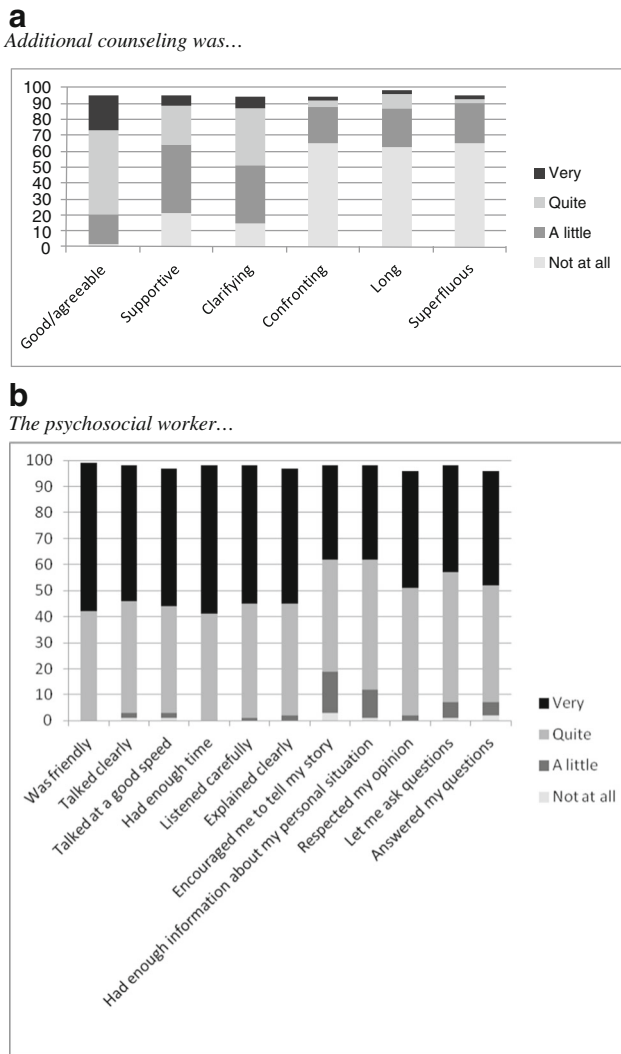 a
Additional counseling was...
100
90
80
70
60
50
40
30
20
10
0
Good/agreeable
Supportive
Clarifying
Confronting
Long
Superfluous
Very
Quite
A little
Not at all
b
The psychosocial worker...
100
90
80
70
60
50
40
30
20
10
0
Was friendly
Talked clearly
Talked at a good speed
Had enough time
Listened carefully
Explained clearly
Encouraged me to tell my story
Had enough information about my personal situation
Respected my opinion
Let me ask questions
Answered my questions
Very
Quite
A little
Not at all